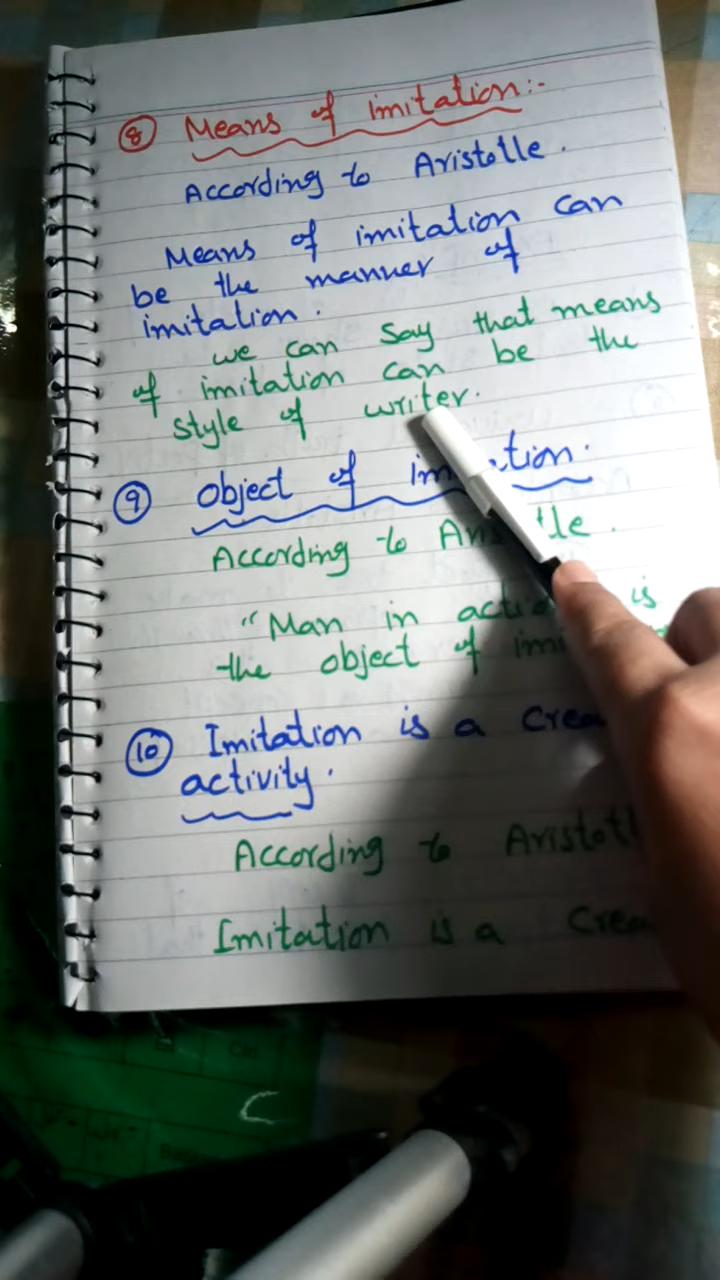 ⑧ Means of imitation:-
According to Aristotle.
Means of imitation can
be the manner of
imitation.
we can say that means
of imitation can be the
style of writer.
⑨ Object of
According to
"Man in is
the object of
⑩ Imitation is a
activity.
According to
Imitation is a